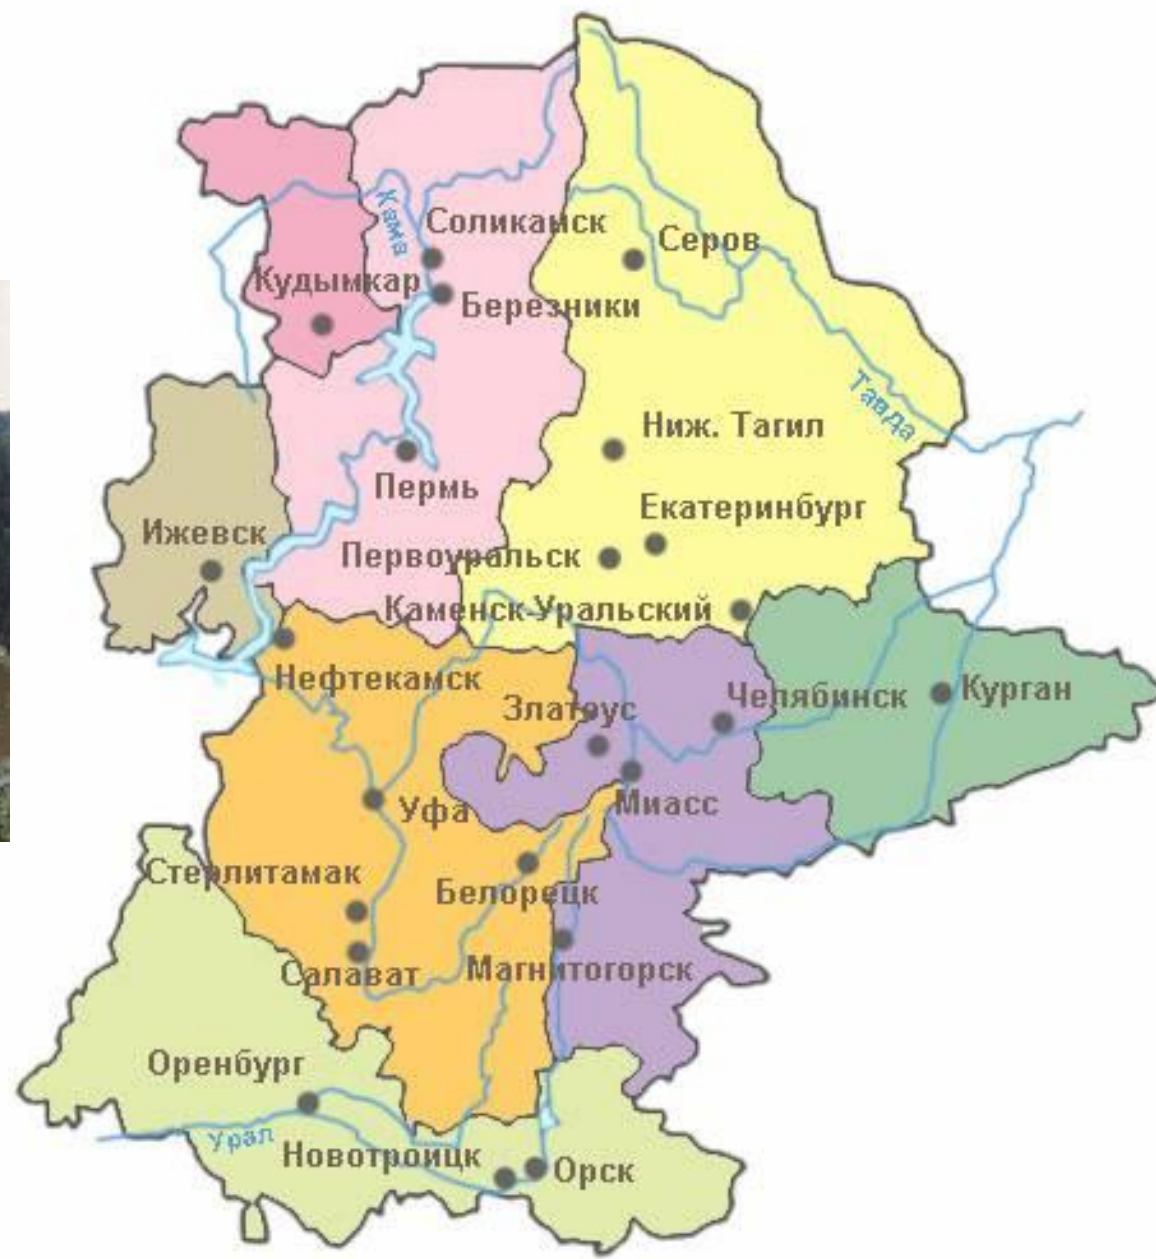 Кама
Соликамск
Серов
Кудымкар
Березники
Тавда
Ниж. Тагил
Пермь
Екатеринбург
Ижевск
Первоуральск
Каменск-Уральский
Нефтекамск
Златоус
Челябинск
Курган
Уфа
Миасс
Стерлитамак
Белорецк
Салават
Магнитогорск
Оренбург
Урал
Новотроицк
Орск